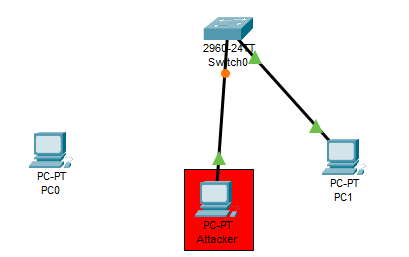 2960-24TT
Switch0
PC-PT
PC0
PC-PT
PC1
PC-PT
Attacker